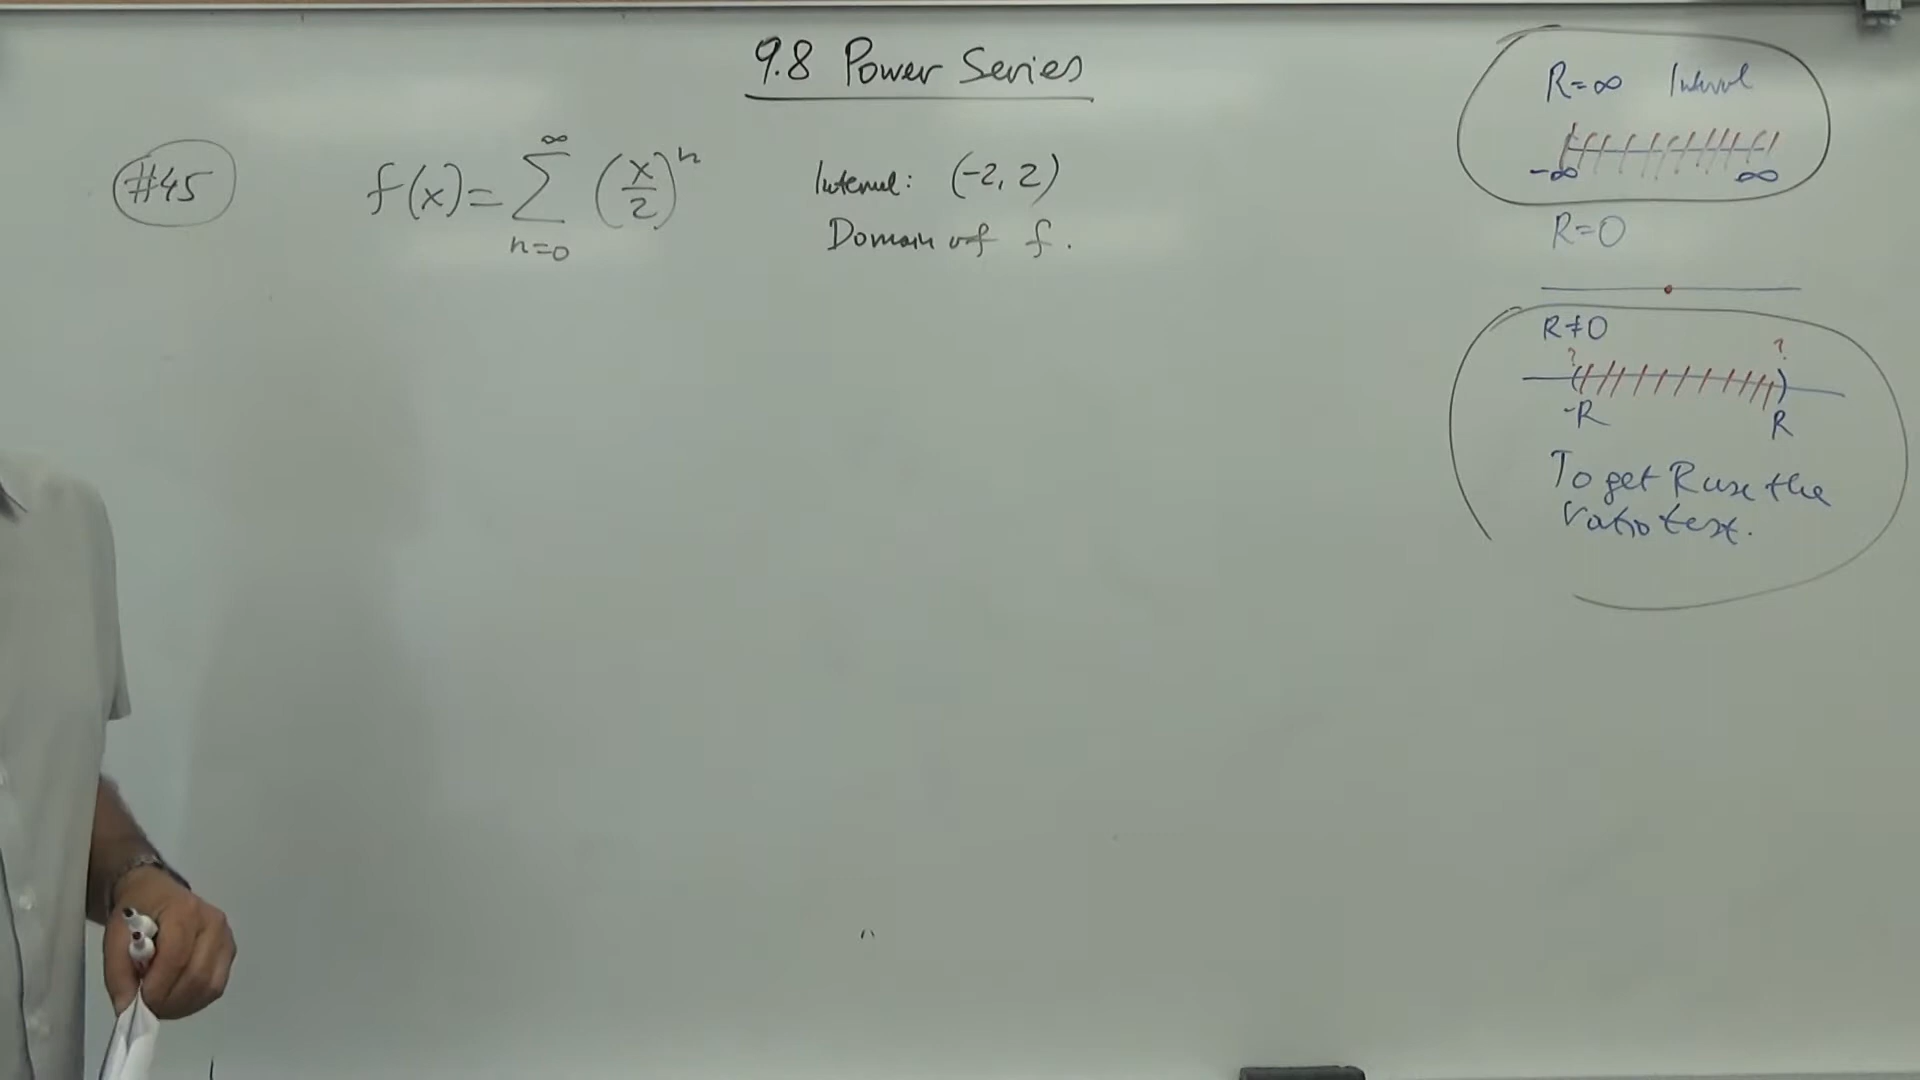 9.8 Power Series
#45
f(x) = ∑_{n=0}^{∞} (x/2)^n
Interval: (-2, 2)
Domain of f.
R=∞ Interval
-∞ ∞
R=0
R≠0
? ?
-R R
To get R use the
ratio test.